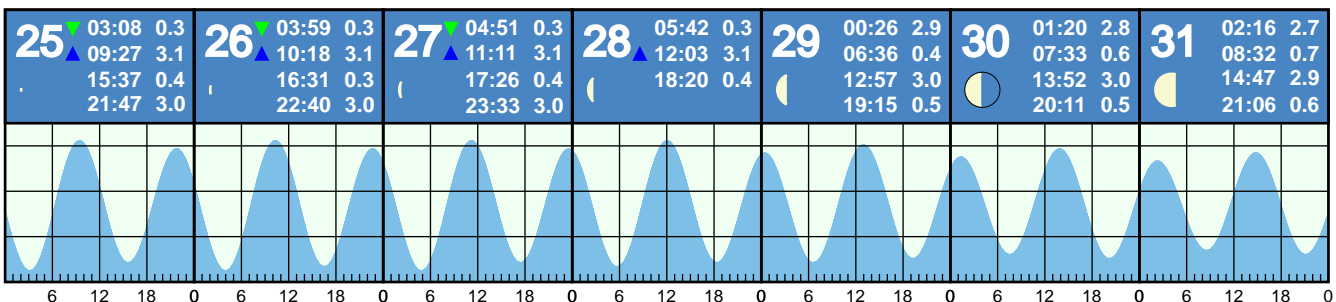 25 ▼ 03:08 0.3
▲ 09:27 3.1
15:37 0.4
21:47 3.0
26 ▼ 03:59 0.3
▲ 10:18 3.1
16:31 0.3
22:40 3.0
27 ▼ 04:51 0.3
▲ 11:11 3.1
17:26 0.4
23:33 3.0
28 05:42 0.3
▲ 12:03 3.1
18:20 0.4
29 00:26 2.9
06:36 0.4
12:57 3.0
19:15 0.5
30 01:20 2.8
07:33 0.6
13:52 3.0
20:11 0.5
31 02:16 2.7
08:32 0.7
14:47 2.9
21:06 0.6
6 12 18 0 6 12 18 0 6 12 18 0 6 12 18 0 6 12 18 0 6 12 18 0 6 12 18 0